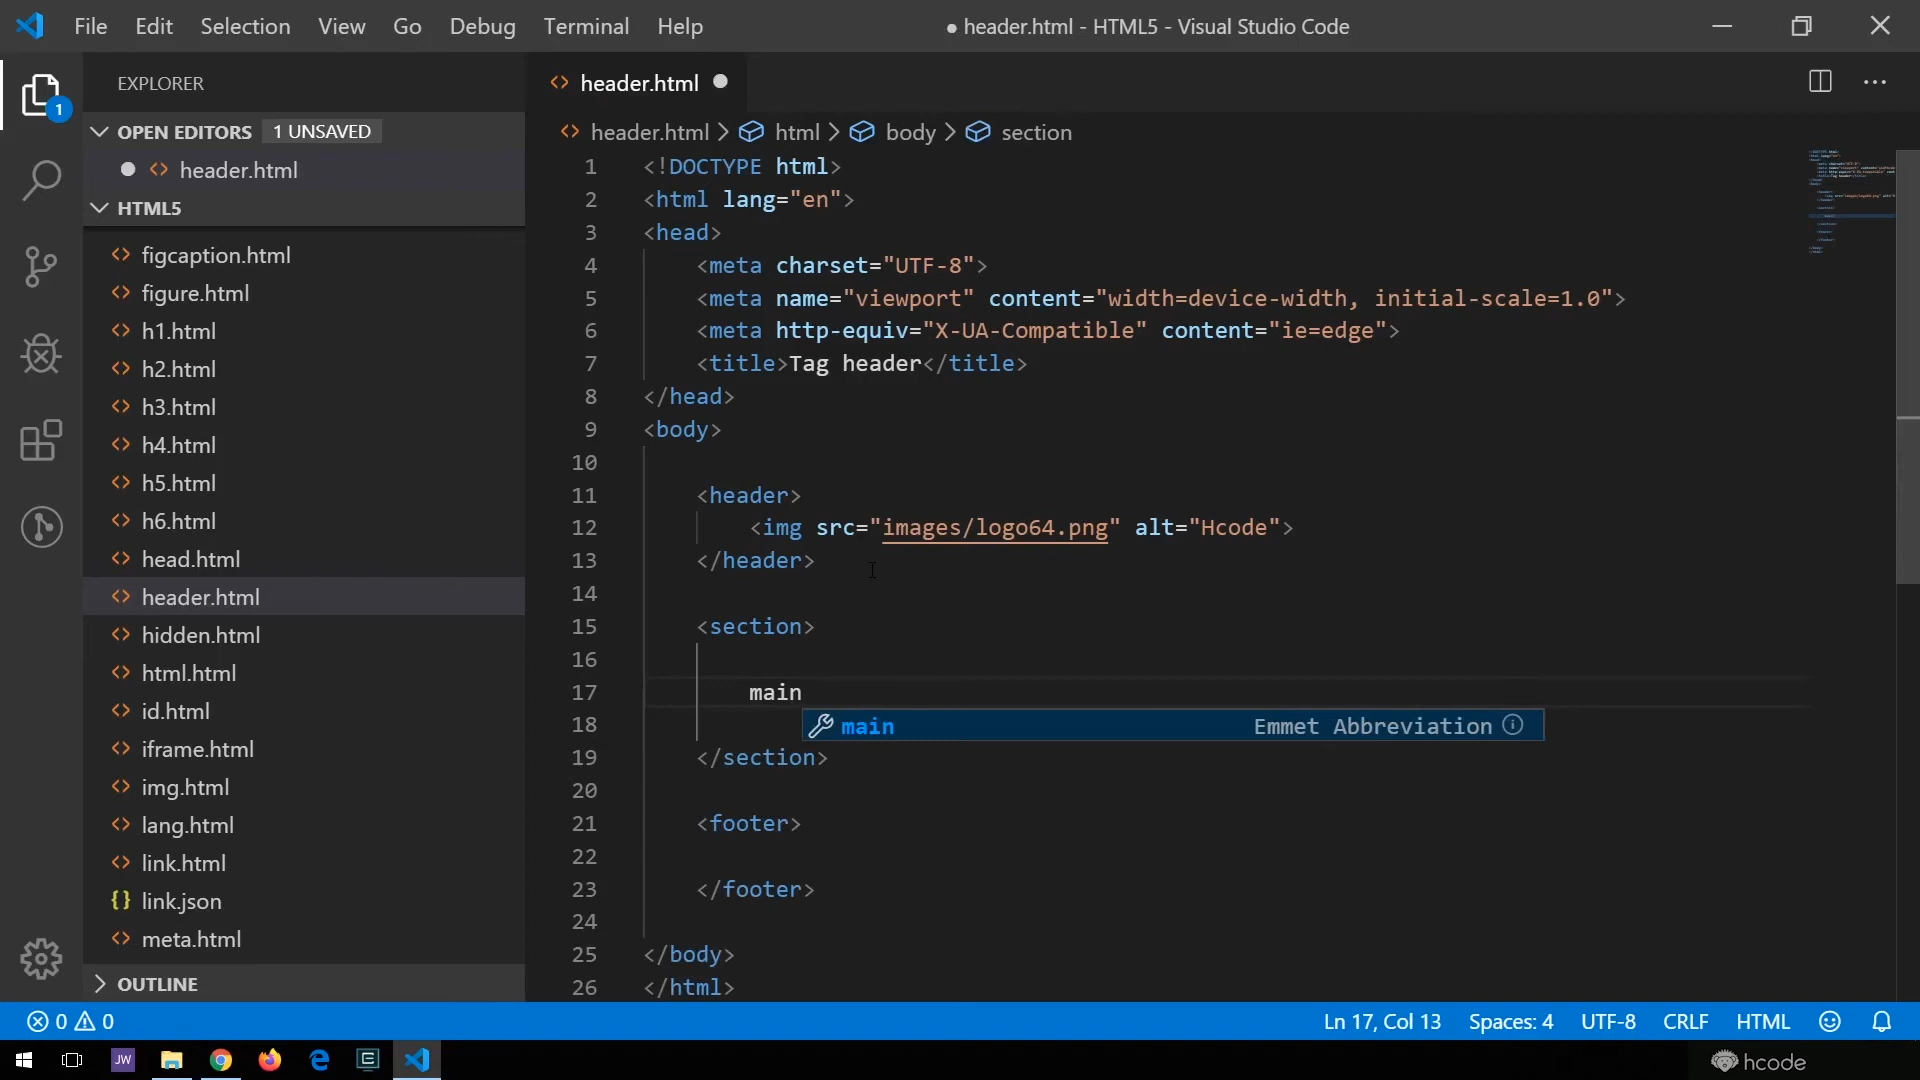 File Edit Selection View Go Debug Terminal Help
● header.html - HTML5 - Visual Studio Code
1
EXPLORER
OPEN EDITORS 1 UNSAVED
header.html
HTML5
figcaption.html
figure.html
h1.html
h2.html
h3.html
h4.html
h5.html
h6.html
head.html
header.html
hidden.html
html.html
id.html
iframe.html
img.html
lang.html
link.html
{} link.json
meta.html
OUTLINE
header.html
header.html > html > body > section
1 <!DOCTYPE html>
2 <html lang="en">
3 <head>
4 <meta charset="UTF-8">
5 <meta name="viewport" content="width=device-width, initial-scale=1.0">
6 <meta http-equiv="X-UA-Compatible" content="ie=edge">
7 <title>Tag header</title>
8 </head>
9 <body>
10
11 <header>
12 <img src="images/logo64.png" alt="Hcode">
13 </header>
14
15 <section>
16
17 main
18 main Emmet Abbreviation
19 </section>
20
21 <footer>
22
23 </footer>
24
25 </body>
26 </html>
0 0
Ln 17, Col 13 Spaces: 4 UTF-8 CRLF HTML
JW
hcode